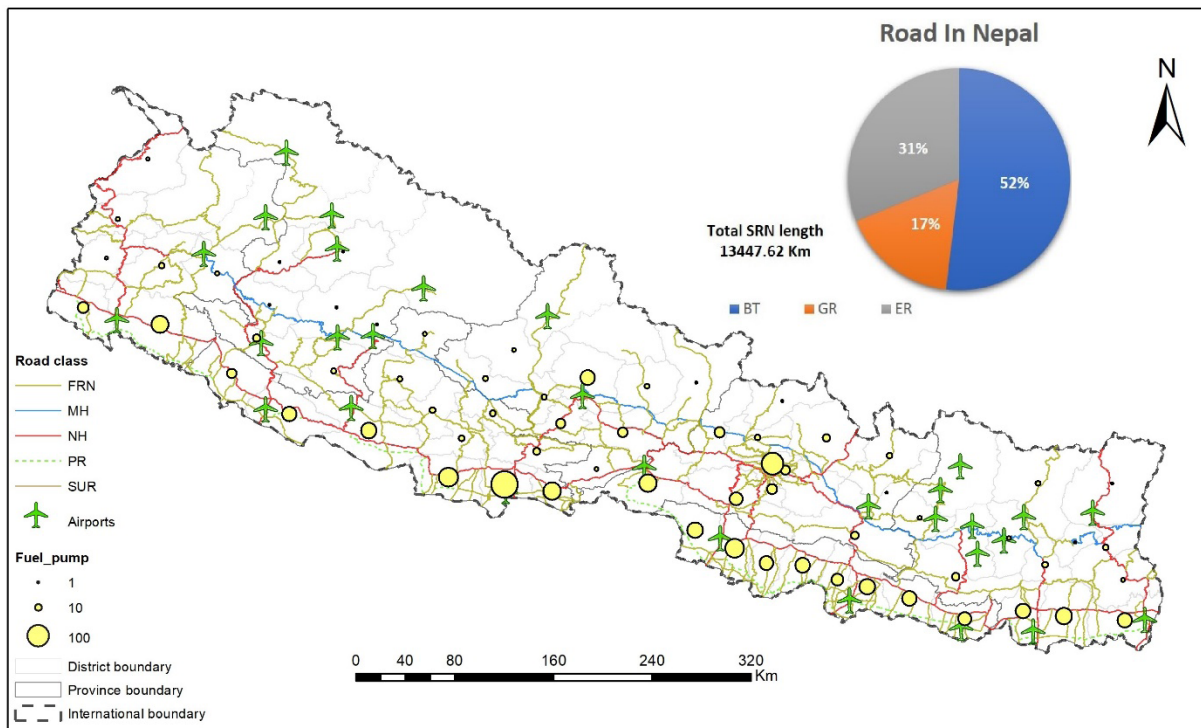 Road In Nepal
N
31%
52%
17%
Total SRN length
13447.62 Km
BT GR ER
Road class
FRN
MH
NH
PR
SUR
Airports
Fuel_pump
1
10
100
District boundary
Province boundary
International boundary
0 40 80 160 240 320
Km